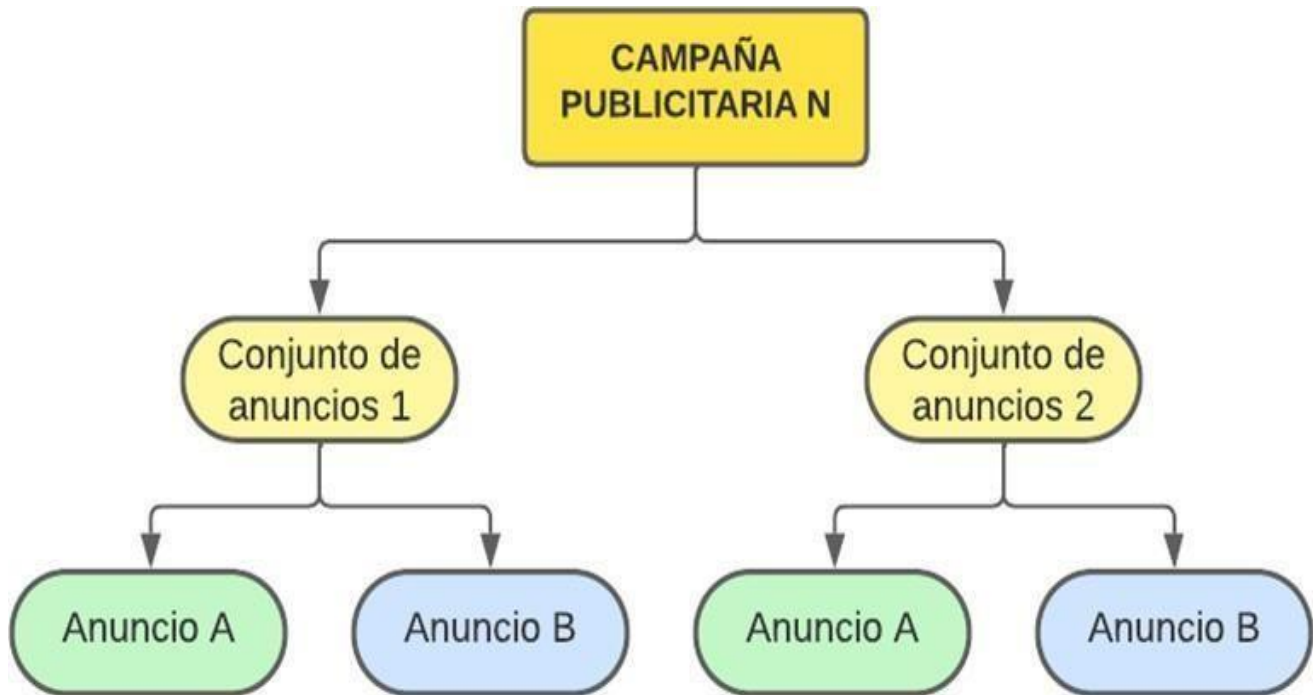 CAMPAÑA
PUBLICITARIA N
Conjunto de
anuncios 1
Conjunto de
anuncios 2
Anuncio A
Anuncio B
Anuncio A
Anuncio B